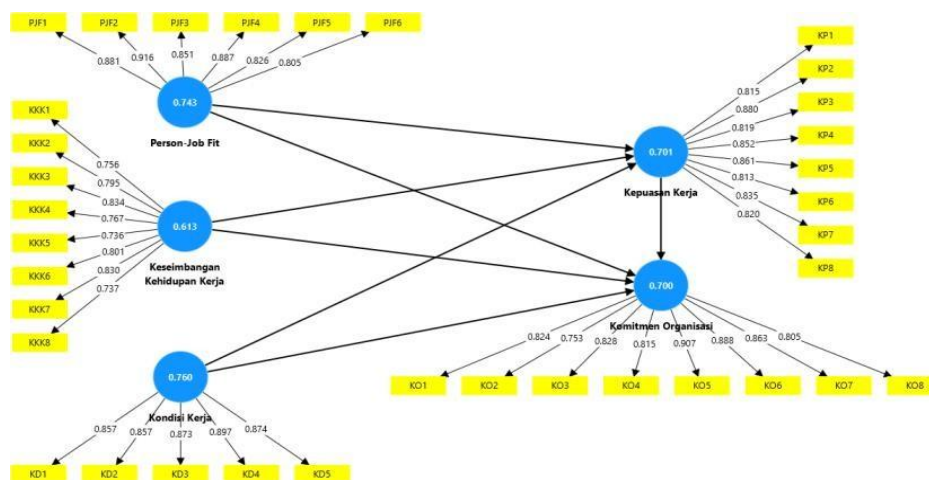 PJF1 PJF2 PJF3 PJF4 PJF5 PJF6
0.881 0.916 0.851 0.887 0.826 0.805
0.743
Person-Job Fit
KKK1
KKK2
KKK3
KKK4
KKK5
KKK6
KKK7
KKK8
0.756
0.795
0.834
0.767
0.736
0.801
0.830
0.737
0.613
Keseimbangan
Kehidupan Kerja
0.760
Kondisi Kerja
0.857 0.857 0.873 0.897 0.874
KD1 KD2 KD3 KD4 KD5
0.701
Kepuasan Kerja
0.815
0.880
0.819
0.852
0.861
0.813
0.835
0.820
KP1
KP2
KP3
KP4
KP5
KP6
KP7
KP8
0.700
Komitmen Organisasi
0.824 0.753 0.828 0.815 0.907 0.888 0.863 0.805
KO1 KO2 KO3 KO4 KO5 KO6 KO7 KO8